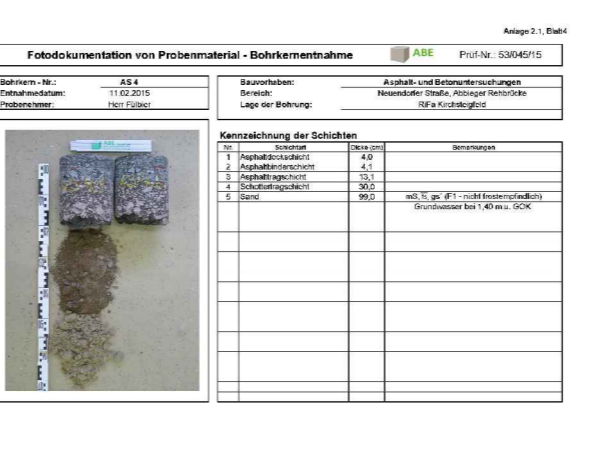 Anlage 2.1, Blatt4
Fotodokumentation von Probenmaterial - Bohrkernentnahme
ABE
Prüf-Nr.: 53/045/15
Bohrkern - Nr.: AS 4
Entnahmedatum: 11.02.2015
Probenehmer: Herr Fülbier
Bauvorhaben: Asphalt- und Betonuntersuchungen
Bereich: Neuendorfer Straße, Abbieger Rehbrücke
Lage der Bohrung: RiFa Kirchsteigfeld
Kennzeichnung der Schichten
Nr. Schichtart Dicke (cm) Bemerkungen
1 Asphaltdeckschicht 4,0
2 Asphaltbinderschicht 4,1
3 Asphalttragschicht 13,1
4 Schottertragschicht 30,0
5 Sand 99,0 mS, fs, gs' (F1 - nicht frostempfindlich)
Grundwasser bei 1,40 m u. GOK
ABE